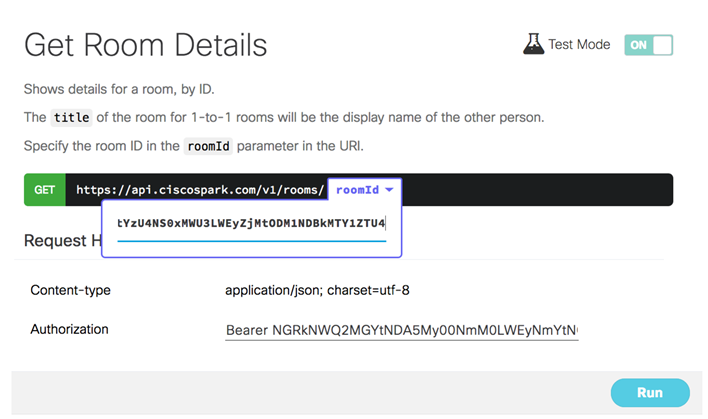 Get Room Details
Test Mode ON
Shows details for a room, by ID.
The title of the room for 1-to-1 rooms will be the display name of the other person.
Specify the room ID in the roomId parameter in the URI.
GET https://api.ciscospark.com/v1/rooms/ roomId
tYzU4NS0xMWU3LWEyZjMtODM1NDBkMTY1ZTU4
Request H
Content-type application/json; charset=utf-8
Authorization Bearer NGRkNWQ2MGYtNDA5My00NmM0LWEyNmYtN
Run